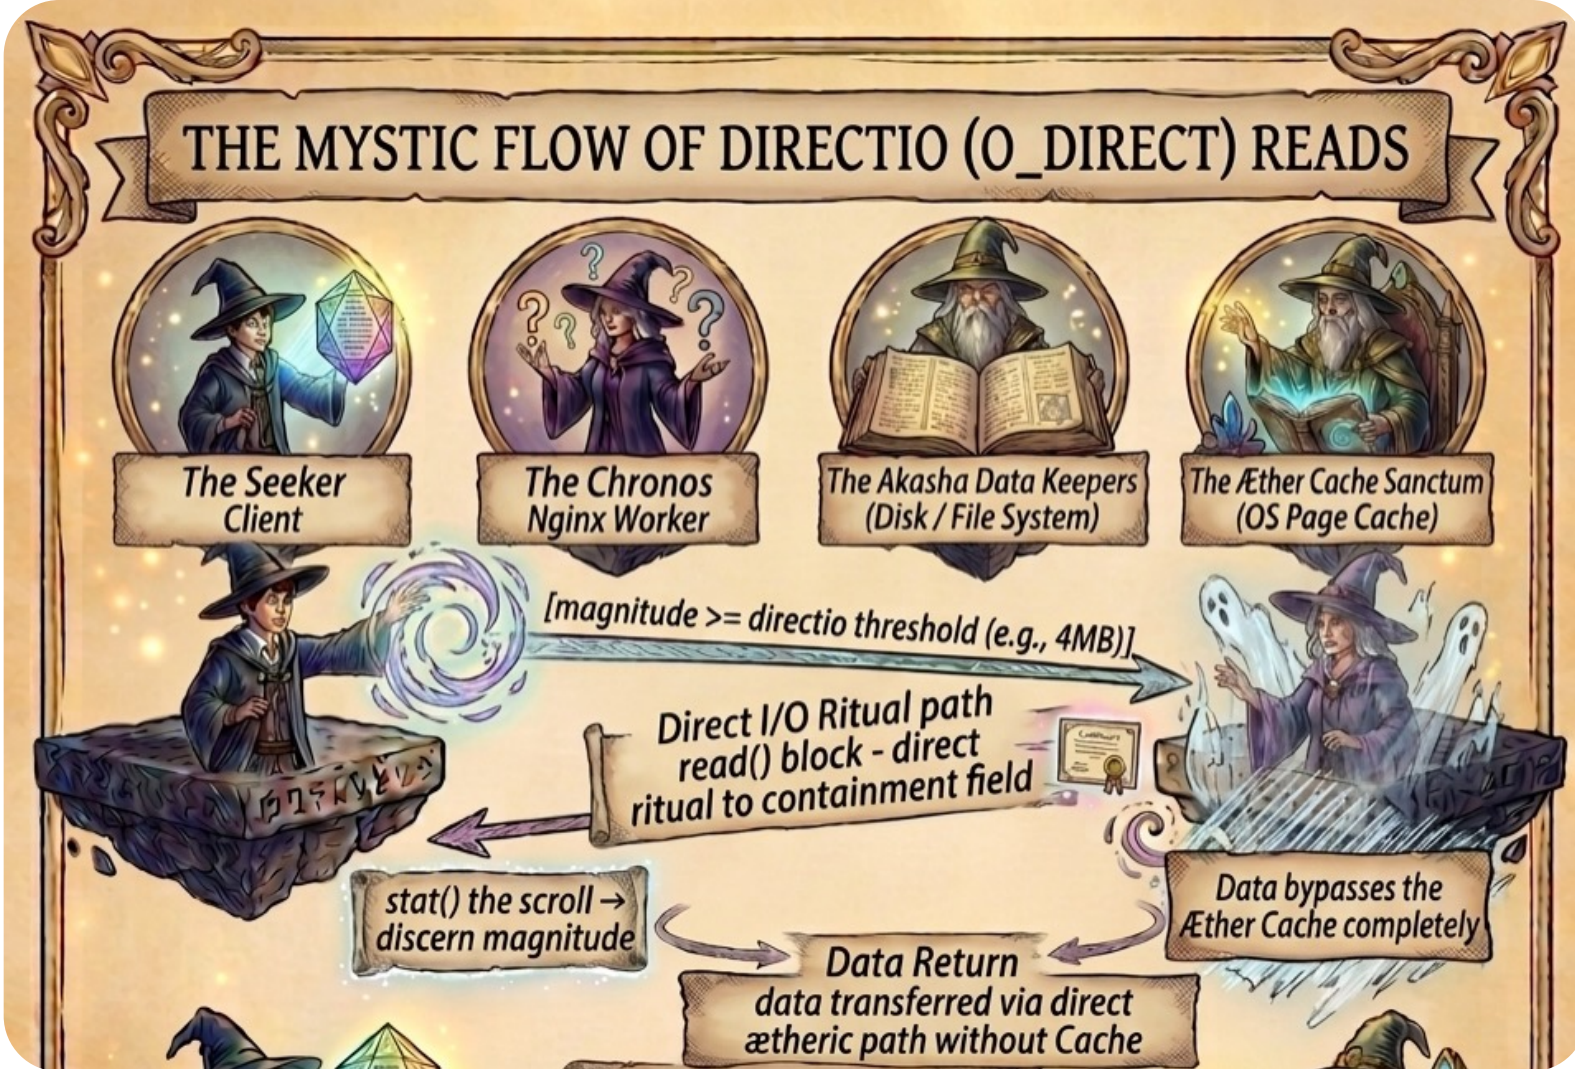 THE MYSTIC FLOW OF DIRECTIO (O_DIRECT) READS
The Seeker
Client
The Chronos
Nginx Worker
The Akasha Data Keepers
(Disk / File System)
The Æther Cache Sanctum
(OS Page Cache)
[magnitude >= directio threshold (e.g., 4MB)]
Direct I/O Ritual path
read() block - direct
ritual to containment field
stat() the scroll →
discern magnitude
Data bypasses the
Æther Cache completely
Data Return
data transferred via direct
ætheric path without Cache